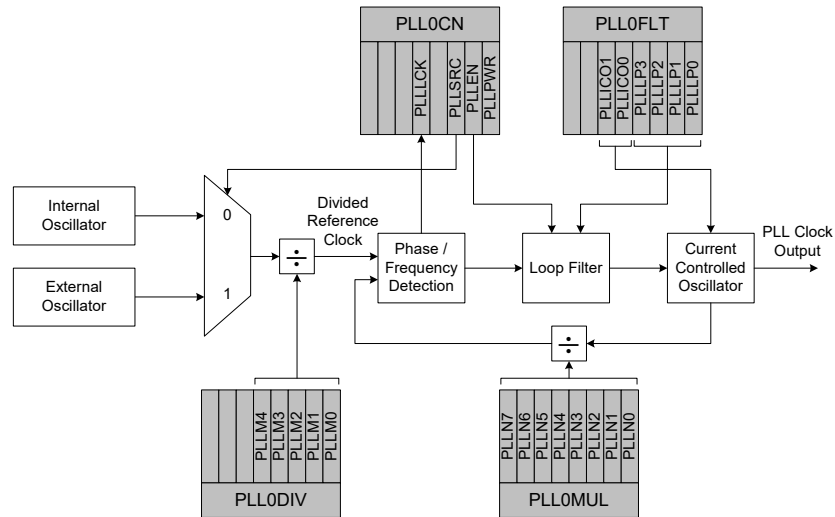 PLL0CN
PLLLCK
PLLSRC
PLLEN
PLLPWR
PLL0FLT
PLLICO1
PLLICO0
PLLLP3
PLLLP2
PLLLP1
PLLLP0
Internal
Oscillator
External
Oscillator
0
1
÷
Divided
Reference
Clock
Phase /
Frequency
Detection
Loop Filter
Current
Controlled
Oscillator
PLL Clock
Output
÷
PLLM4
PLLM3
PLLM2
PLLM1
PLLM0
PLL0DIV
PLLN7
PLLN6
PLLN5
PLLN4
PLLN3
PLLN2
PLLN1
PLLN0
PLL0MUL